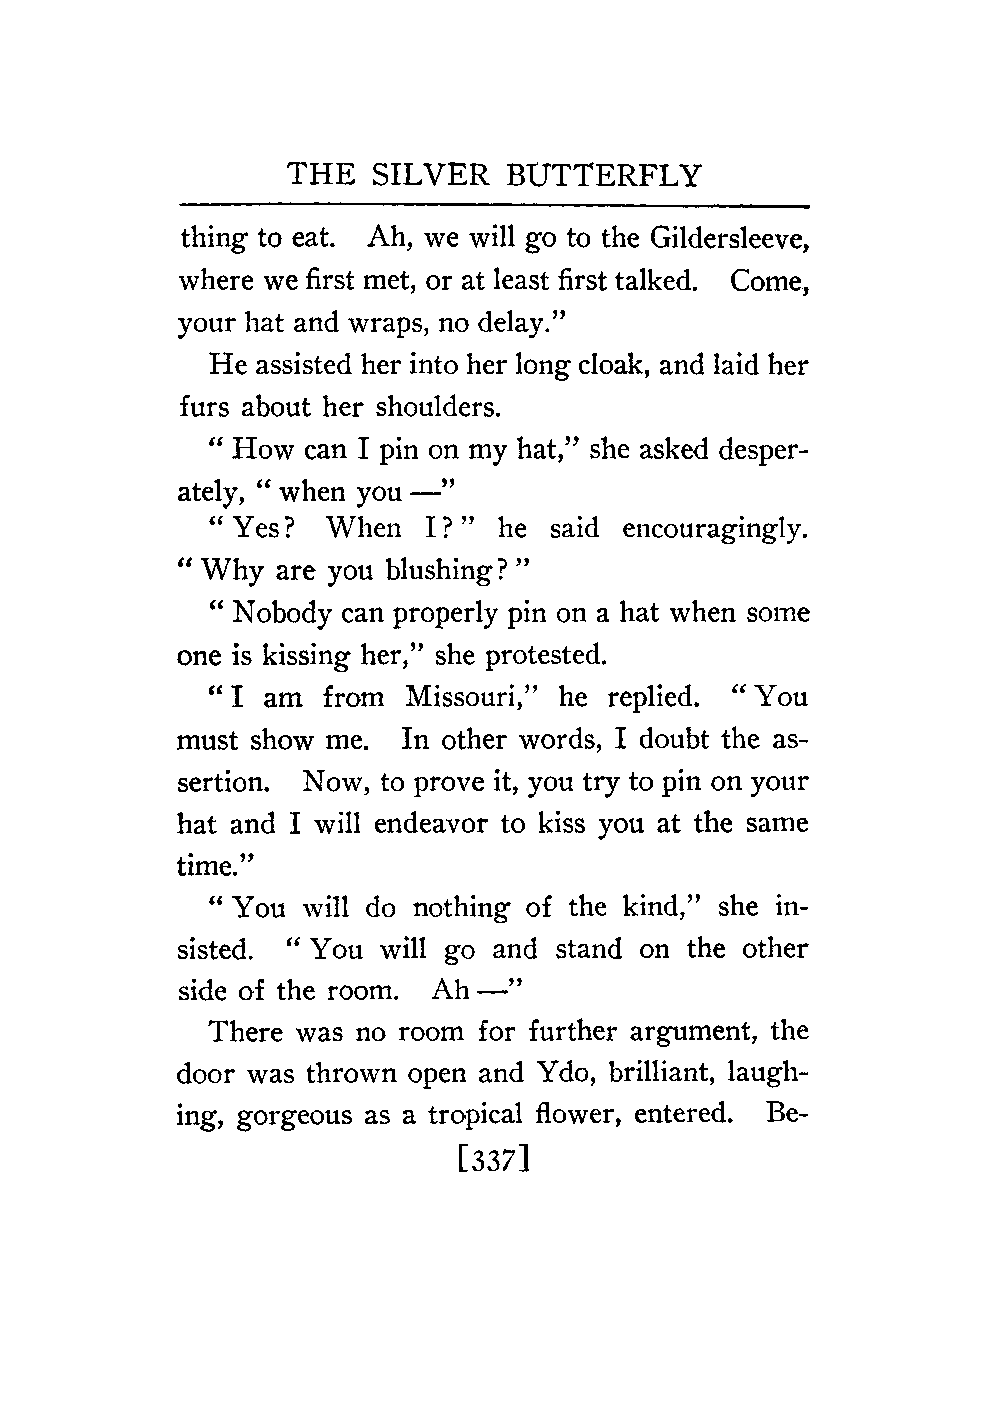 THE SILVER BUTTERFLY
thing to eat. Ah, we will go to the Gildersleeve,
where we first met, or at least first talked. Come,
your hat and wraps, no delay.”
He assisted her into her long cloak, and laid her
furs about her shoulders.
“ How can I pin on my hat,” she asked desper-
ately, “ when you —”
“ Yes? When I? ” he said encouragingly.
“ Why are you blushing? ”
“ Nobody can properly pin on a hat when some
one is kissing her,” she protested.
“ I am from Missouri,” he replied. “ You
must show me. In other words, I doubt the as-
sertion. Now, to prove it, you try to pin on your
hat and I will endeavor to kiss you at the same
time.”
“ You will do nothing of the kind,” she in-
sisted. “ You will go and stand on the other
side of the room. Ah —”
There was no room for further argument, the
door was thrown open and Ydo, brilliant, laugh-
ing, gorgeous as a tropical flower, entered. Be-
[337]